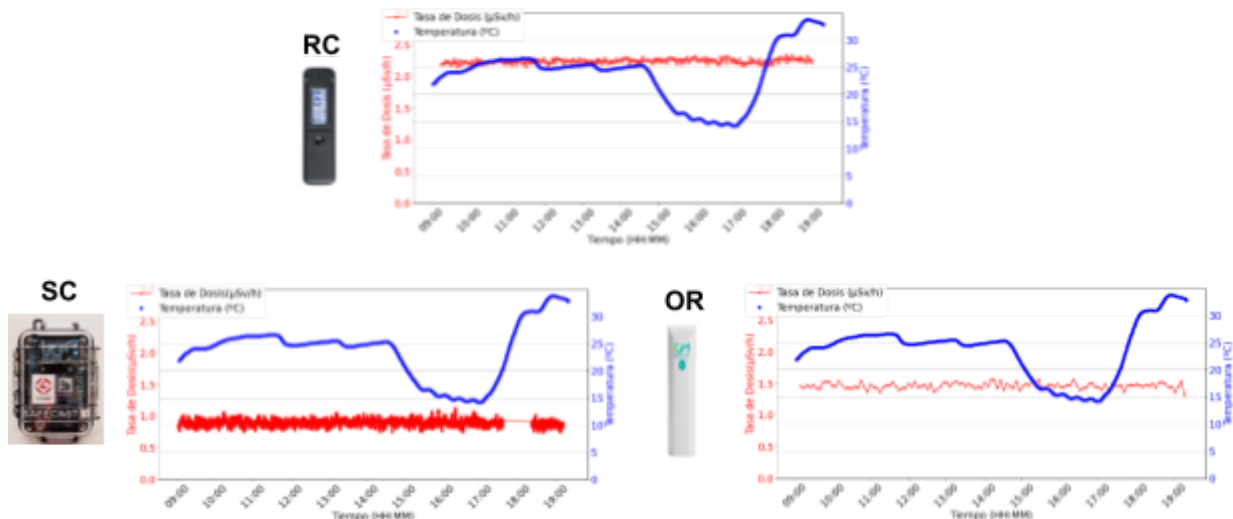 RC
Tasa de Dosis (µSv/h)
Temperatura (ºC)
Tasa de Dosis (µSv/h)
2.5
2.0
1.5
1.0
0.5
0.0
30
25
20
15
10
5
0
Temperatura (ºC)
09:00 10:00 11:00 12:00 13:00 14:00 15:00 16:00 17:00 18:00 19:00
Tiempo (HH:MM)
SC
SAFECAST
Tasa de Dosis(µSv/h)
Temperatura (ºC)
Tasa de Dosis(µSv/h)
2.5
2.0
1.5
1.0
0.5
0.0
30
25
20
15
10
5
0
Temperatura (ºC)
09:00 10:00 11:00 12:00 13:00 14:00 15:00 16:00 17:00 18:00 19:00
Tiempo (HH:MM)
OR
Tasa de Dosis (µSv/h)
Temperatura (ºC)
Tasa de Dosis(µSv/h)
2.5
2.0
1.5
1.0
0.5
0.0
30
25
20
15
10
5
0
Temperatura (ºC)
09:00 10:00 11:00 12:00 13:00 14:00 15:00 16:00 17:00 18:00 19:00
Tiempo (HH:MM)